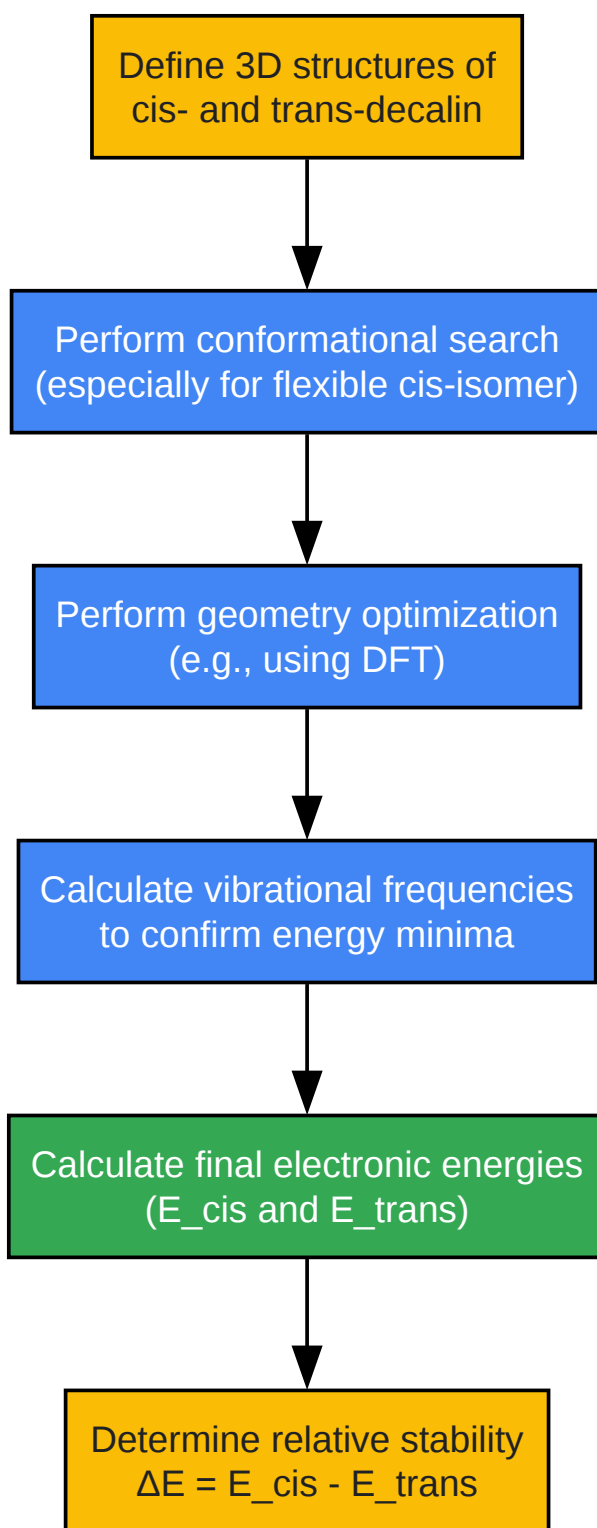 Define 3D structures of
cis- and trans-decalin
Perform conformational search
(especially for flexible cis-isomer)
Perform geometry optimization
(e.g., using DFT)
Calculate vibrational frequencies
to confirm energy minima
Calculate final electronic energies
(E_cis and E_trans)
Determine relative stability
ΔE = E_cis - E_trans